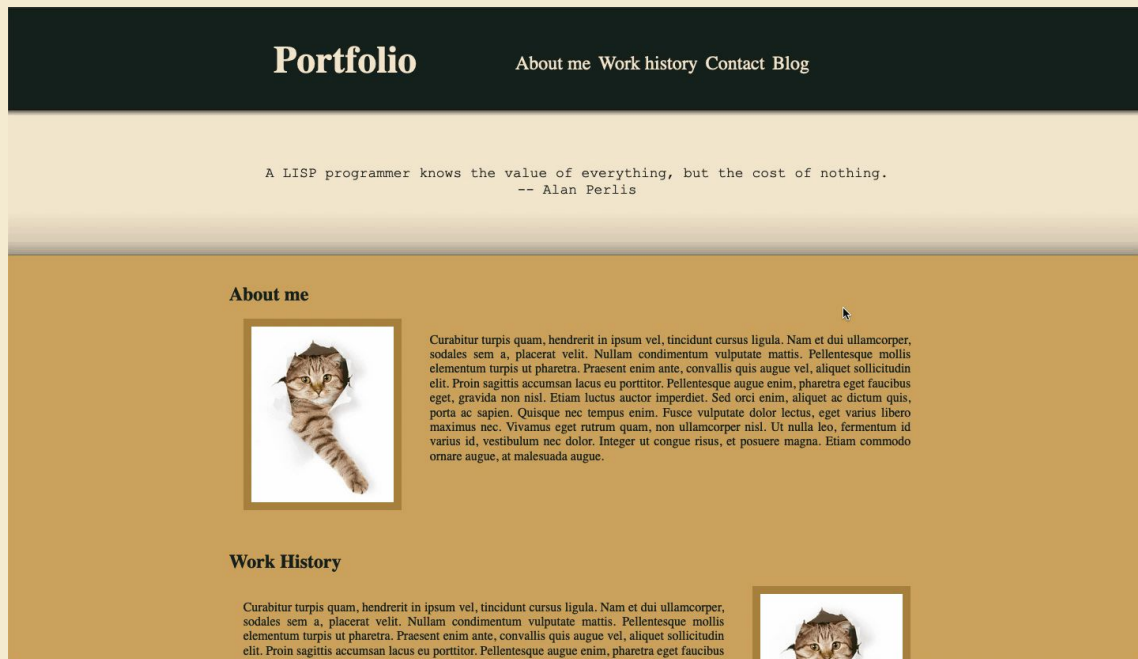 Portfolio
About me Work history Contact Blog
A LISP programmer knows the value of everything, but the cost of nothing.
-- Alan Perlis
About me
Curabitur turpis quam, hendrerit in ipsum vel, tincidunt cursus ligula. Nam et dui ullamcorper,
sodales sem a, placerat velit. Nullam condimentum vulputate mattis. Pellentesque mollis
elementum turpis ut pharetra. Praesent enim ante, convallis quis augue vel, aliquet sollicitudin
elit. Proin sagittis accumsan lacus eu porttitor. Pellentesque augue enim, pharetra eget faucibus
eget, gravida non nisl. Etiam luctus auctor imperdiet. Sed orci enim, aliquet ac dictum quis,
porta ac sapien. Quisque nec tempus enim. Fusce vulputate dolor lectus, eget varius libero
maximus nec. Vivamus eget rutrum quam, non ullamcorper nisl. Ut nulla leo, fermentum id
varius id, vestibulum nec dolor. Integer ut congue risus, et posuere magna. Etiam commodo
ornare augue, at malesuada augue.
Work History
Curabitur turpis quam, hendrerit in ipsum vel, tincidunt cursus ligula. Nam et dui ullamcorper,
sodales sem a, placerat velit. Nullam condimentum vulputate mattis. Pellentesque mollis
elementum turpis ut pharetra. Praesent enim ante, convallis quis augue vel, aliquet sollicitudin
elit. Proin sagittis accumsan lacus eu porttitor. Pellentesque augue enim, pharetra eget faucibus